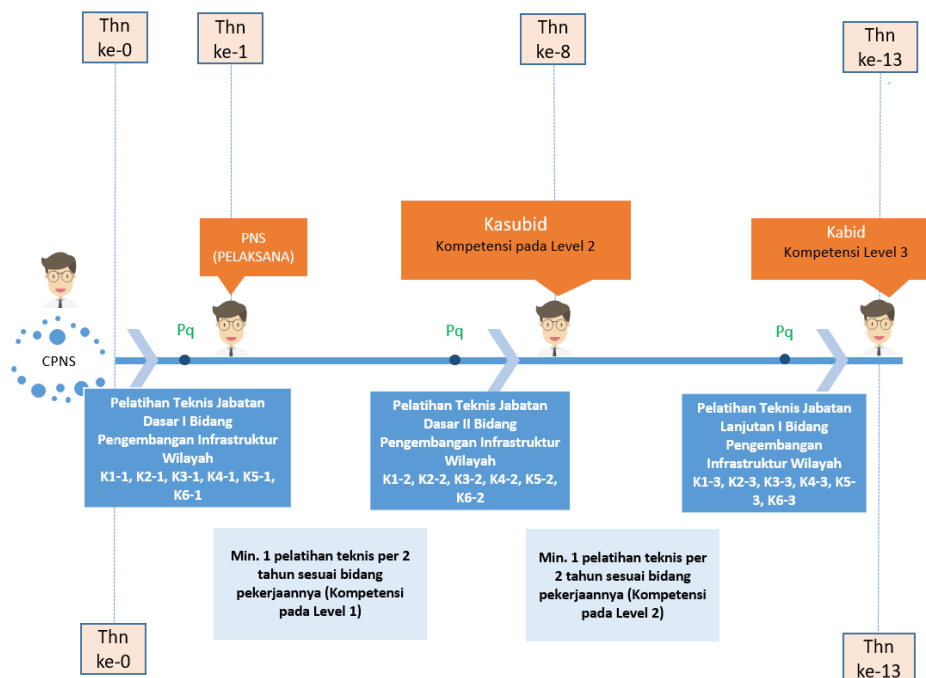 Thn
ke-0
Thn
ke-1
Thn
ke-8
Thn
ke-13
PNS
(PELAKSANA)
Kasubid
Kompetensi pada Level 2
Kabid
Kompetensi Level 3
CPNS
Pq
Pq
Pq
Pelatihan Teknis Jabatan
Dasar I Bidang
Pengembangan Infrastruktur
Wilayah
K1-1, K2-1, K3-1, K4-1, K5-1,
K6-1
Pelatihan Teknis Jabatan
Dasar II Bidang
Pengembangan Infrastruktur
Wilayah
K1-2, K2-2, K3-2, K4-2, K5-2,
K6-2
Pelatihan Teknis Jabatan
Lanjutan I Bidang
Pengembangan
Infrastruktur Wilayah
K1-3, K2-3, K3-3, K4-3, K5-
3, K6-3
Min. 1 pelatihan teknis per 2
tahun sesuai bidang
pekerjaannya (Kompetensi
pada Level 1)
Min. 1 pelatihan teknis per
2 tahun sesuai bidang
pekerjaannya (Kompetensi
pada Level 2)
Thn
ke-0
Thn
ke-13